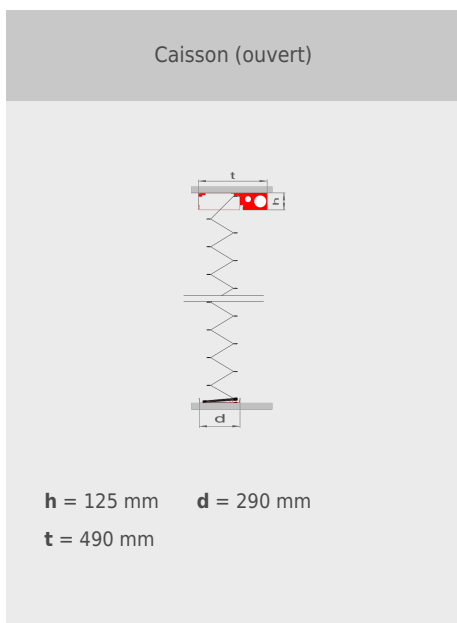 Caisson (ouvert)
t
h
d
h = 125 mm d = 290 mm
t = 490 mm